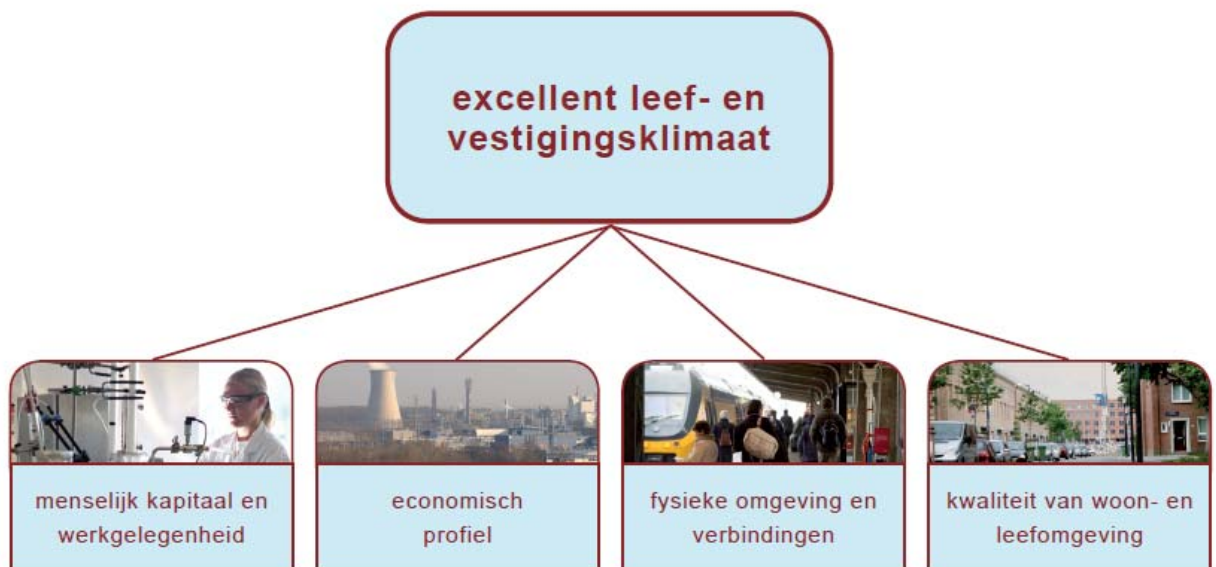 excellent leef- en
vestigingsklimaat
menselijk kapitaal en
werkgelegenheid
economisch
profiel
fysieke omgeving en
verbindingen
kwaliteit van woon- en
leefomgeving